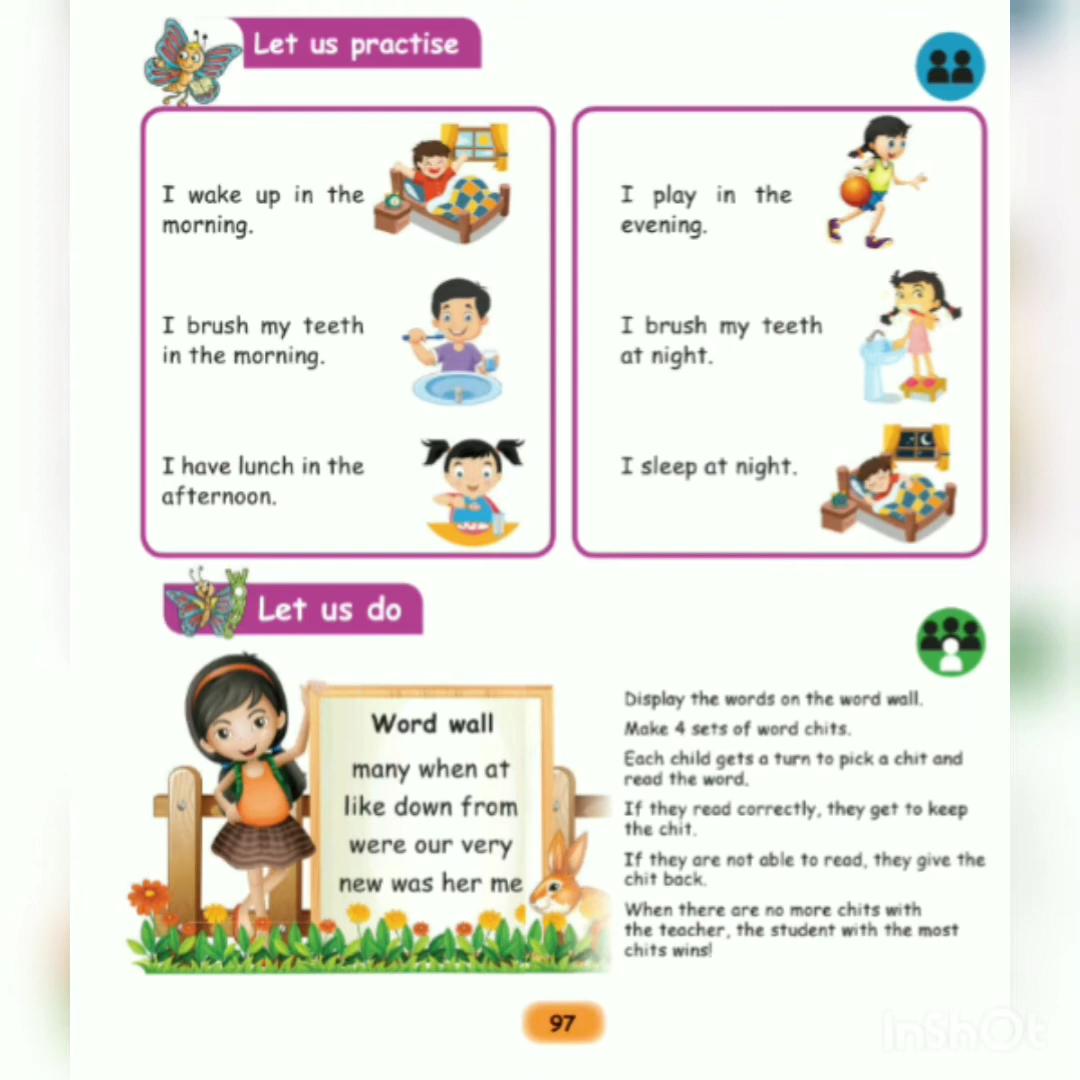 Let us practise
I wake up in the
morning.
I brush my teeth
in the morning.
I have lunch in the
afternoon.
I play in the
evening.
I brush my teeth
at night.
I sleep at night.
Let us do
Word wall
many when at
like down from
were our very
new was her me
Display the words on the word wall.
Make 4 sets of word chits.
Each child gets a turn to pick a chit and
read the word.
If they read correctly, they get to keep
the chit.
If they are not able to read, they give the
chit back.
When there are no more chits with
the teacher, the student with the most
chits wins!
97
InShOt